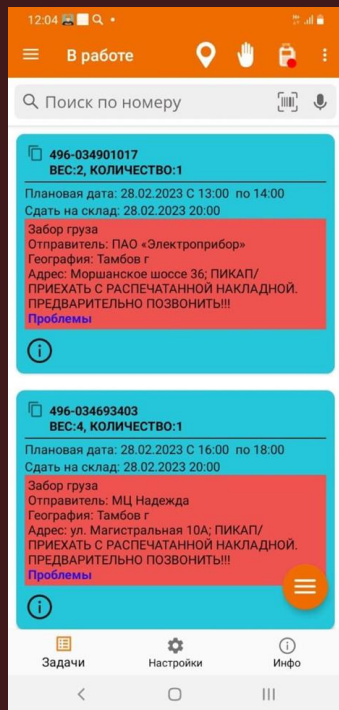 12:04
В работе
Поиск по номеру
496-034901017
ВЕС:2, КОЛИЧЕСТВО:1
Плановая дата: 28.02.2023 С 13:00 по 14:00
Сдать на склад: 28.02.2023 20:00
Забор груза
Отправитель: ПАО «Электроприбор»
География: Тамбов г
Адрес: Моршанское шоссе 36; ПИКАП/
ПРИЕХАТЬ С РАСПЕЧАТАННОЙ НАКЛАДНОЙ.
ПРЕДВАРИТЕЛЬНО ПОЗВОНИТЬ!!!
Проблемы
496-034693403
ВЕС:4, КОЛИЧЕСТВО:1
Плановая дата: 28.02.2023 С 16:00 по 18:00
Сдать на склад: 28.02.2023 20:00
Забор груза
Отправитель: МЦ Надежда
География: Тамбов г
Адрес: ул. Магистральная 10А; ПИКАП/
ПРИЕХАТЬ С РАСПЕЧАТАННОЙ НАКЛАДНОЙ.
ПРЕДВАРИТЕЛЬНО ПОЗВОНИТЬ!!!
Проблемы
Задачи Настройки Инфо